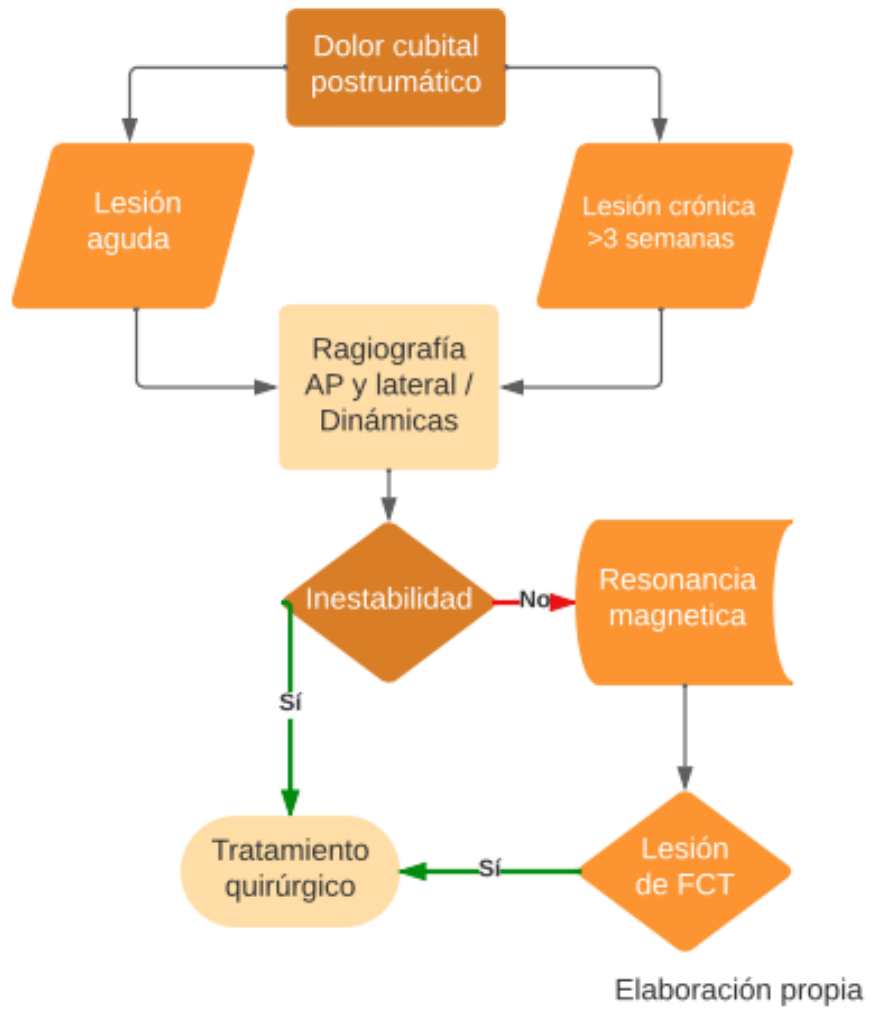 Dolor cubital
postrumático
Lesión
aguda
Lesión crónica
>3 semanas
Ragiografía
AP y lateral /
Dinámicas
Inestabilidad
No
Resonancia
magnetica
Sí
Tratamiento
quirúrgico
Sí
Lesión
de FCT
Elaboración propia